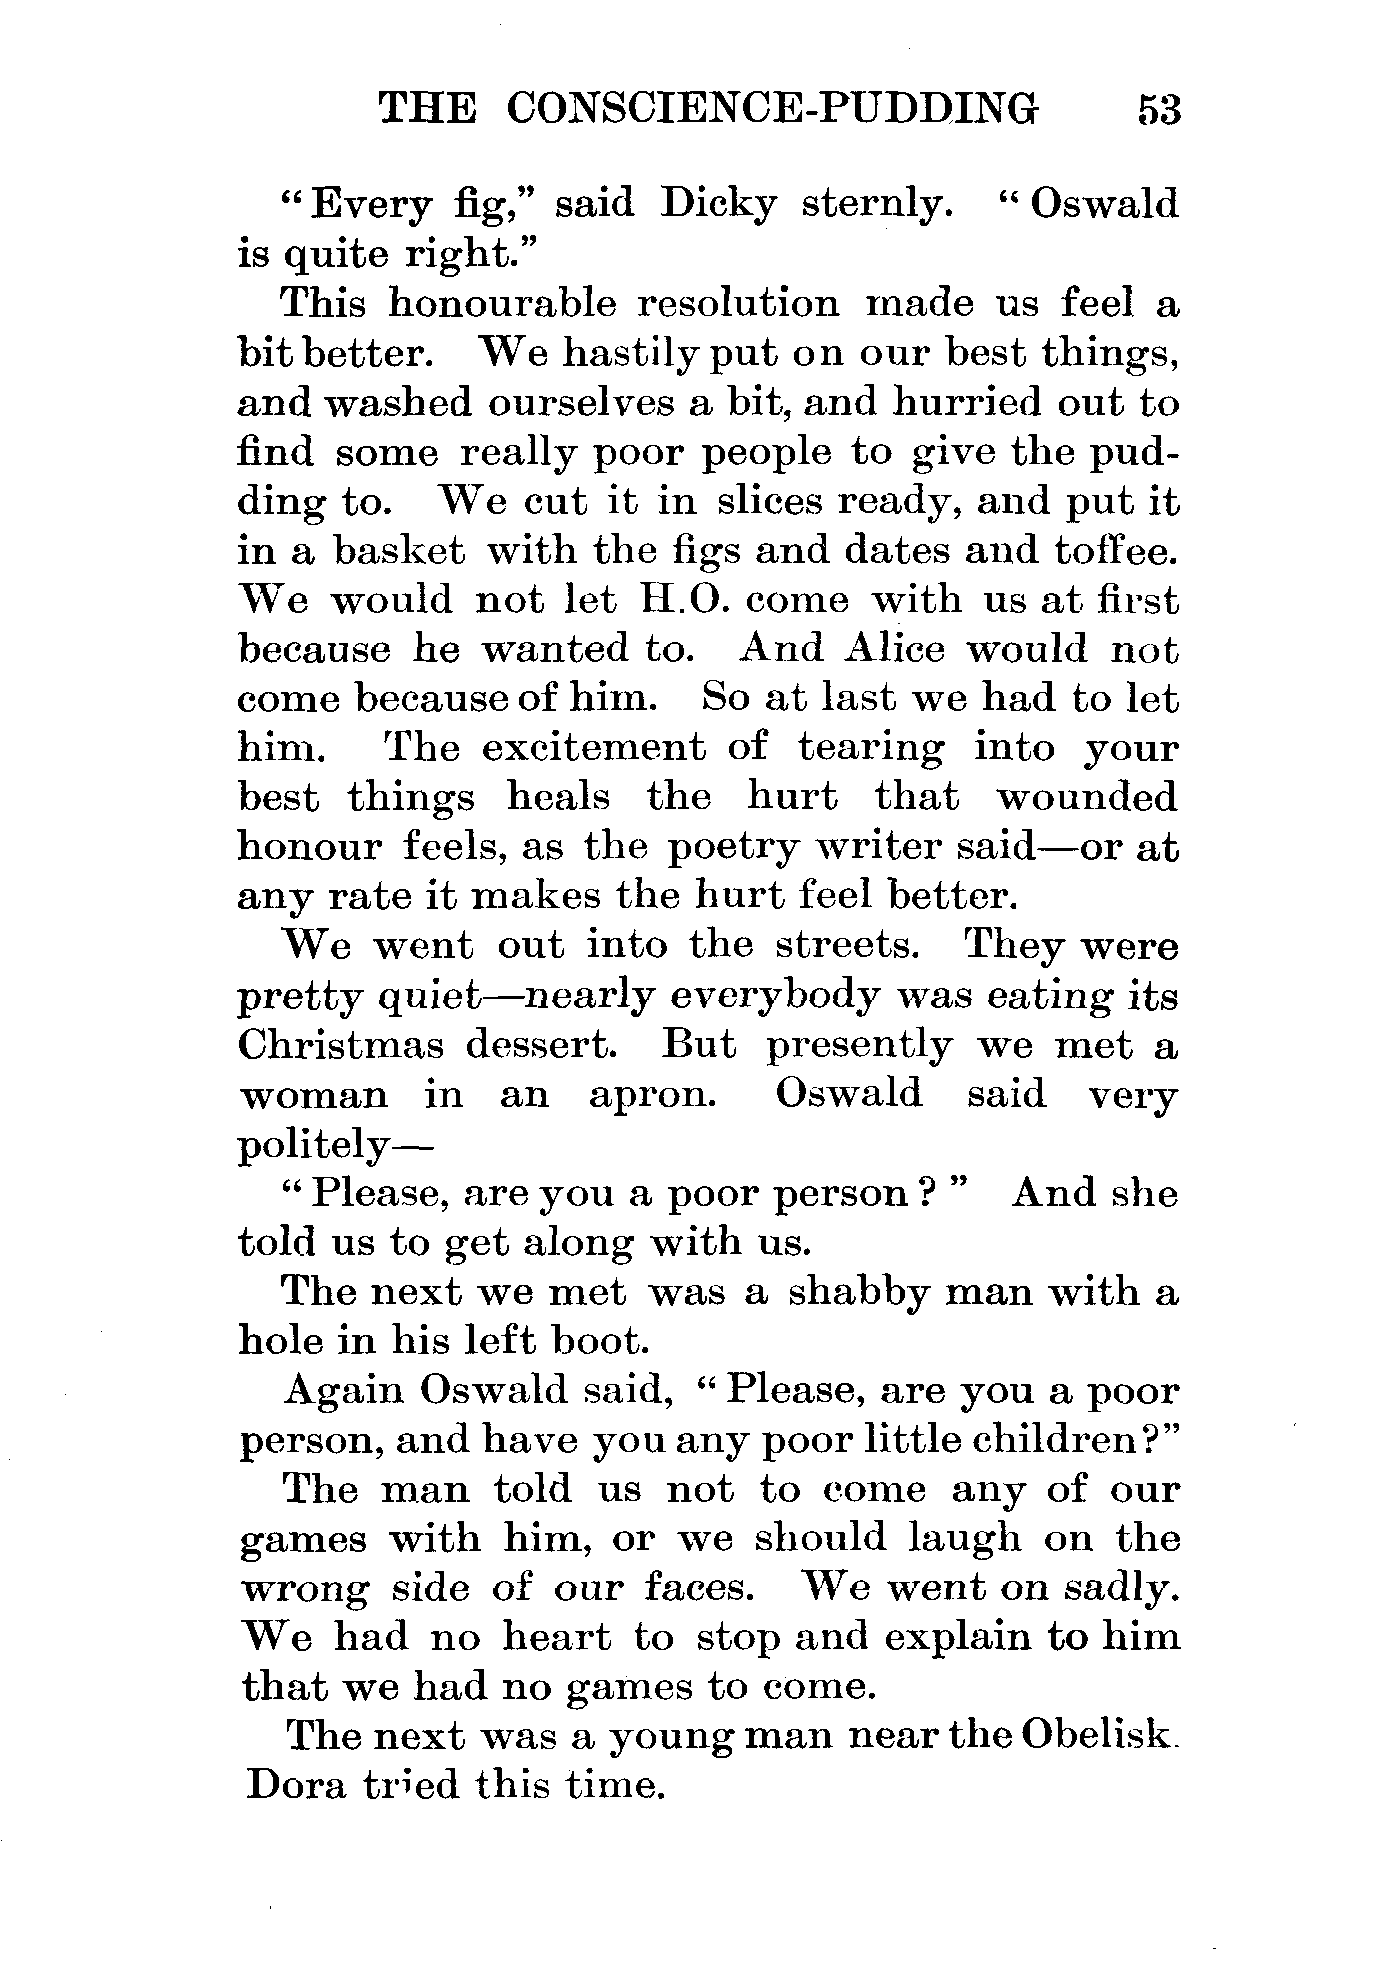 THE CONSCIENCE-PUDDING 53
“Every fig,” said Dicky sternly. “Oswald
is quite right.”
This honourable resolution made us feel a
bit better. We hastily put on our best things,
and washed ourselves a bit, and hurried out to
find some really poor people to give the pud-
ding to. We cut it in slices ready, and put it
in a basket with the figs and dates and toffee.
We would not let H.O. come with us at first
because he wanted to. And Alice would not
come because of him. So at last we had to let
him. The excitement of tearing into your
best things heals the hurt that wounded
honour feels, as the poetry writer said—or at
any rate it makes the hurt feel better.
We went out into the streets. They were
pretty quiet—nearly everybody was eating its
Christmas dessert. But presently we met a
woman in an apron. Oswald said very
politely—
“Please, are you a poor person?” And she
told us to get along with us.
The next we met was a shabby man with a
hole in his left boot.
Again Oswald said, “Please, are you a poor
person, and have you any poor little children?”
The man told us not to come any of our
games with him, or we should laugh on the
wrong side of our faces. We went on sadly.
We had no heart to stop and explain to him
that we had no games to come.
The next was a young man near the Obelisk.
Dora tried this time.